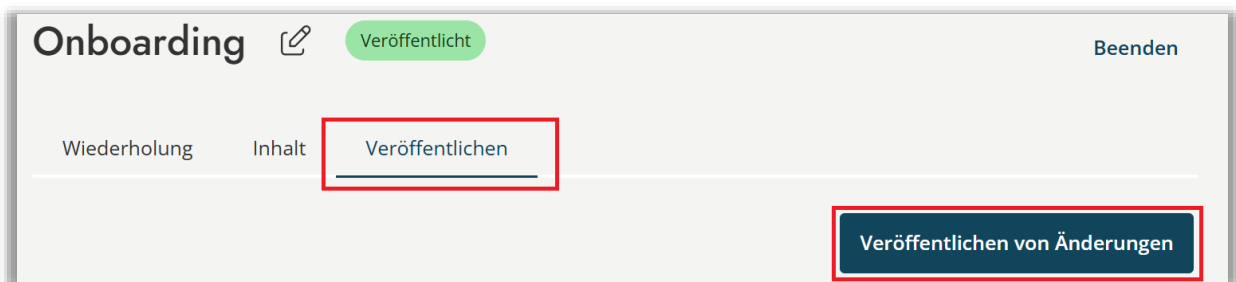 Onboarding Veröffentlicht
Beenden
Wiederholung Inhalt Veröffentlichen
Veröffentlichen von Änderungen